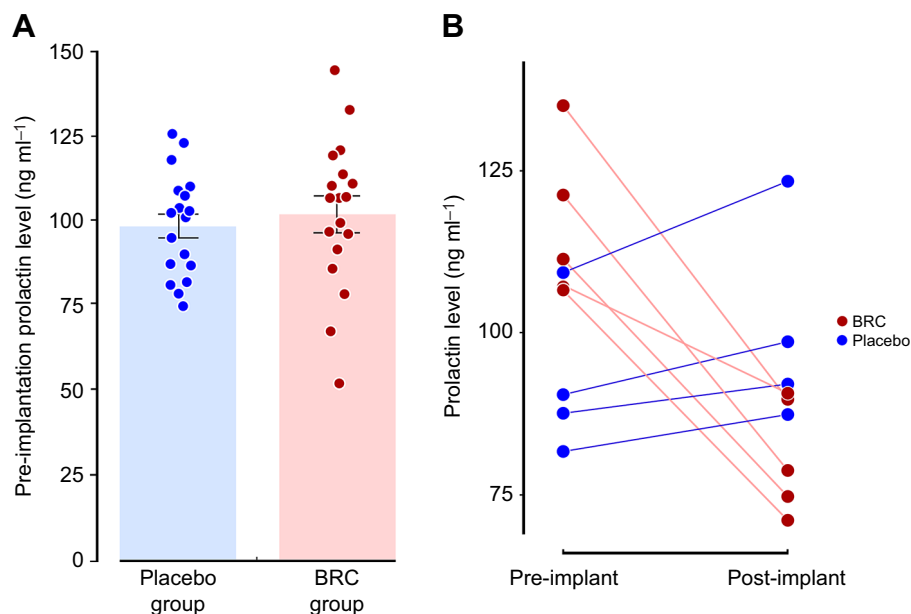 A
B
Pre-implantation prolactin level (ng ml⁻¹)
150
125
100
75
50
25
0
Placebo
group
BRC
group
Prolactin level (ng ml⁻¹)
125
100
75
Pre-implant
Post-implant
BRC
Placebo